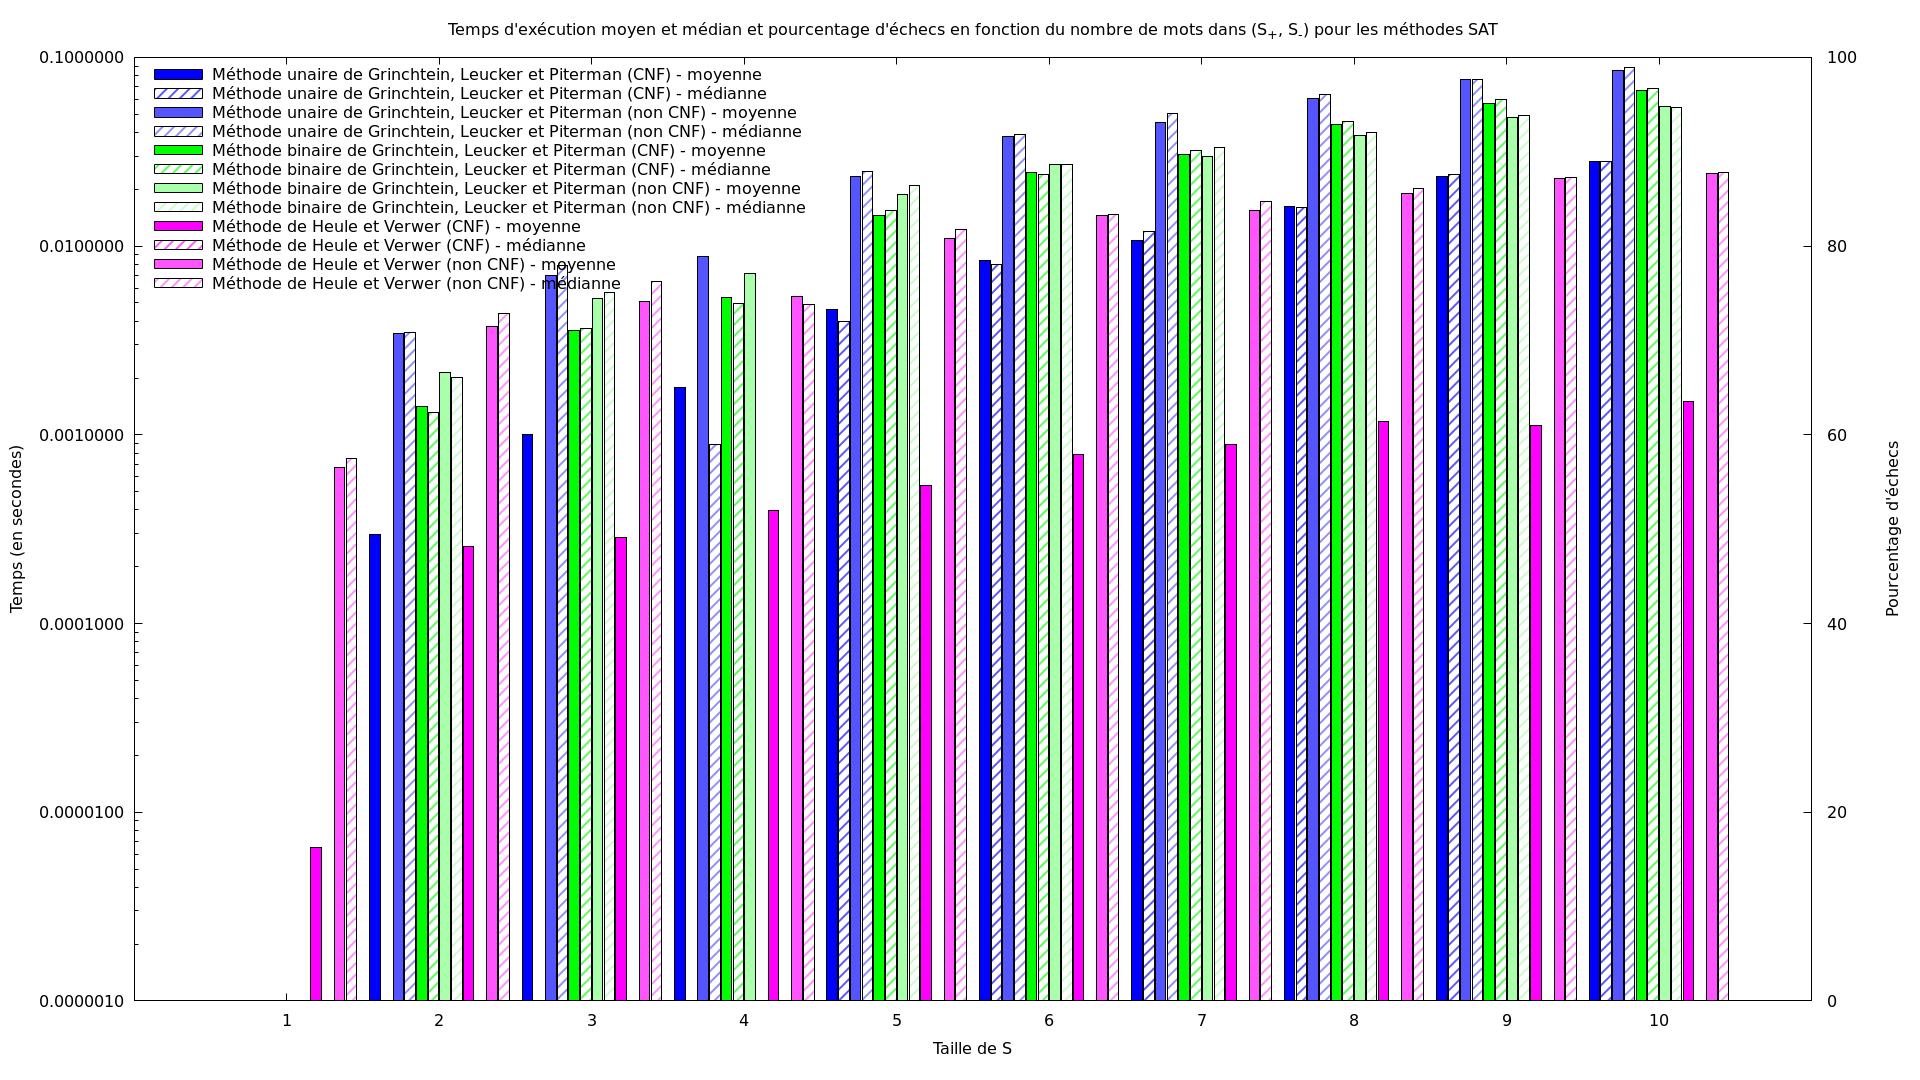 Temps d'exécution moyen et médian et pourcentage d'échecs en fonction du nombre de mots dans (S+, S-) pour les méthodes SAT
Méthode unaire de Grinchtein, Leucker et Piterman (CNF) - moyenne
Méthode unaire de Grinchtein, Leucker et Piterman (CNF) - médianne
Méthode unaire de Grinchtein, Leucker et Piterman (non CNF) - moyenne
Méthode unaire de Grinchtein, Leucker et Piterman (non CNF) - médianne
Méthode binaire de Grinchtein, Leucker et Piterman (CNF) - moyenne
Méthode binaire de Grinchtein, Leucker et Piterman (CNF) - médianne
Méthode binaire de Grinchtein, Leucker et Piterman (non CNF) - moyenne
Méthode binaire de Grinchtein, Leucker et Piterman (non CNF) - médianne
Méthode de Heule et Verwer (CNF) - moyenne
Méthode de Heule et Verwer (CNF) - médianne
Méthode de Heule et Verwer (non CNF) - moyenne
Méthode de Heule et Verwer (non CNF) - médianne
Temps (en secondes)
0.1000000
0.0100000
0.0010000
0.0001000
0.0000100
0.0000010
Pourcentage d'échecs
100
80
60
40
20
0
1 2 3 4 5 6 7 8 9 10
Taille de S